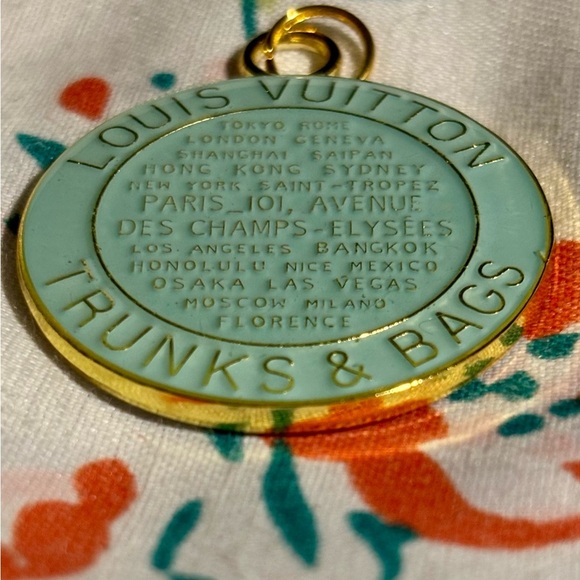 LOUIS VUITTON
TOKYO ROME
LONDON GENEVA
SHANGHAI SAIPAN
HONG KONG SYDNEY
NEW YORK SAINT-TROPEZ
PARIS_101, AVENUE
DES CHAMPS-ELYSÉES
LOS ANGELES BANGKOK
HONOLULU NICE MEXICO
OSAKA LAS VEGAS
MOSCOW MILANO
FLORENCE
TRUNKS & BAGS